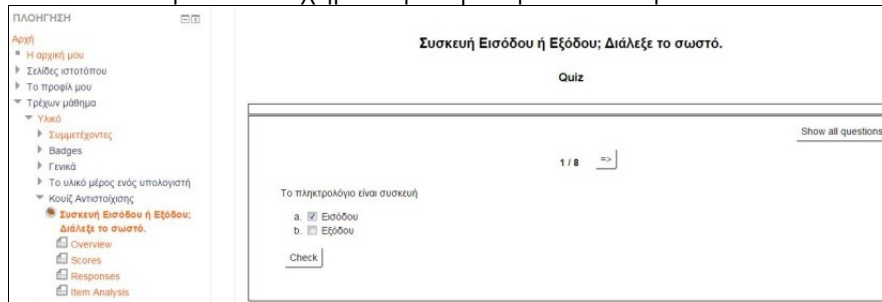 ΠΛΟΗΓΗΣΗ
Αρχή
Η αρχική μου
Σελίδες ιστοτόπου
Το προφίλ μου
Τρέχων μάθημα
Υλικό
Συμμετέχοντες
Badges
Γενικά
Το υλικό μέρος ενός υπολογιστή
Κουίζ Αντιστοίχισης
Συσκευή Εισόδου ή Εξόδου;
Διάλεξε το σωστό.
Overview
Scores
Responses
Item Analysis
Συσκευή Εισόδου ή Εξόδου; Διάλεξε το σωστό.
Quiz
Show all questions
1 / 8 =>
Το πληκτρολόγιο είναι συσκευή
a. Εισόδου
b. Εξόδου
Check